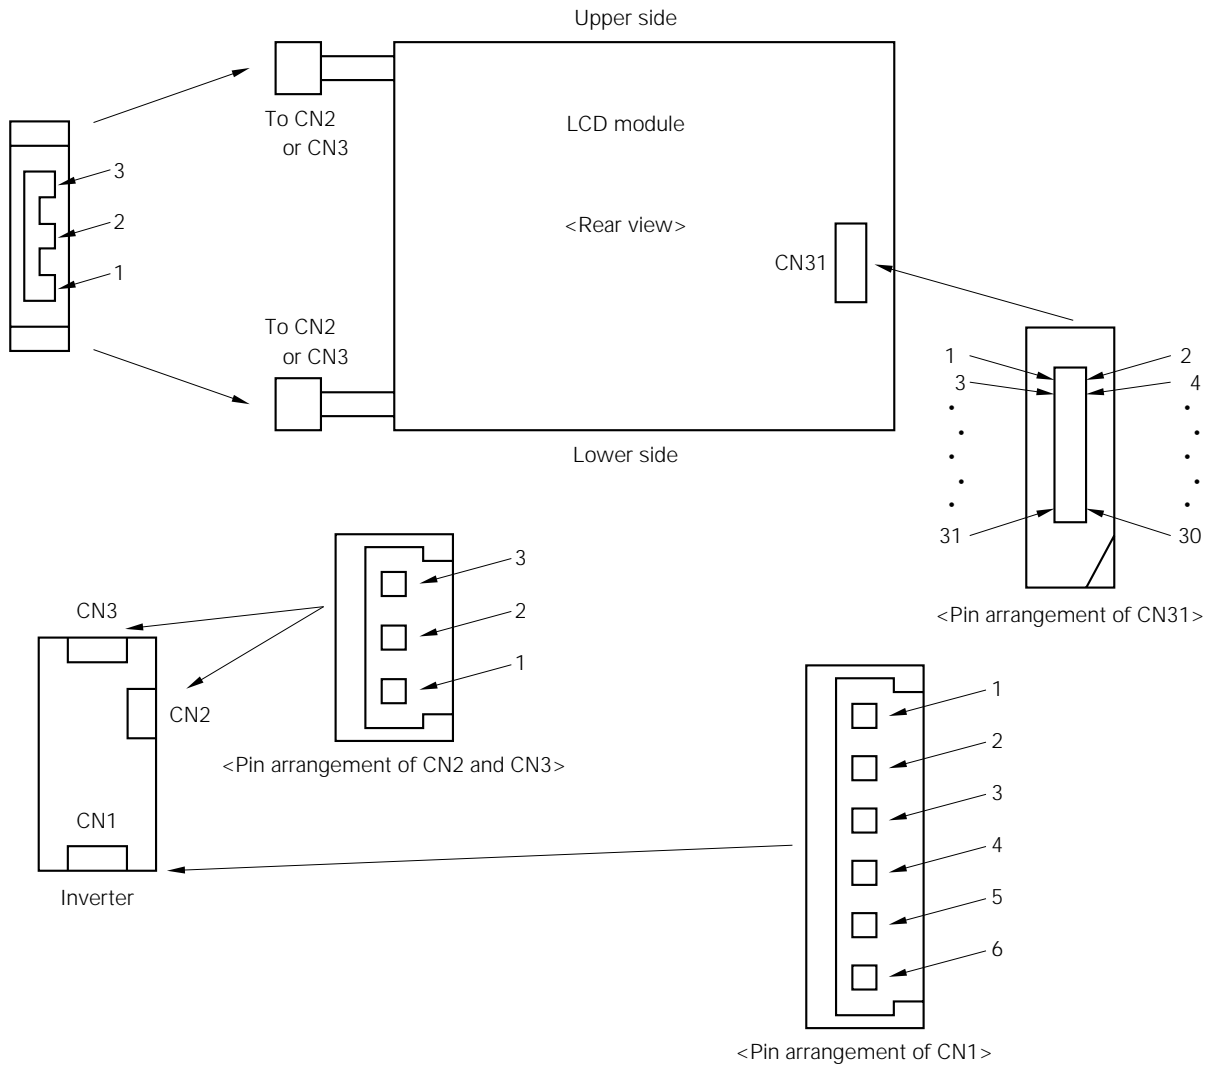 Upper side
To CN2
or CN3
LCD module
3
2
1
<Rear view>
CN31
To CN2
or CN3
Lower side
1
2
3
4
31
30
<Pin arrangement of CN31>
3
2
1
<Pin arrangement of CN2 and CN3>
CN3
CN2
CN1
Inverter
1
2
3
4
5
6
<Pin arrangement of CN1>